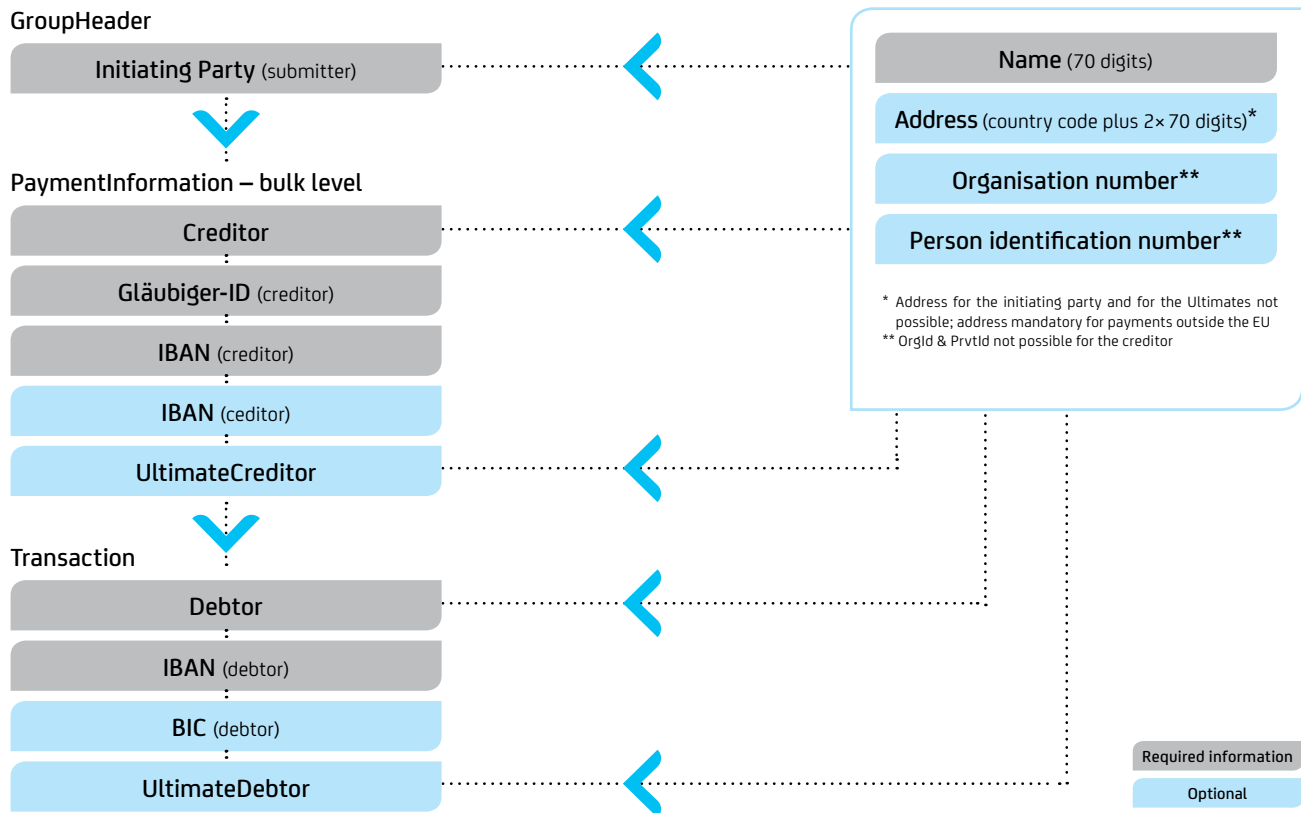 GroupHeader
Initiating Party (submitter)
PaymentInformation – bulk level
Creditor
Gläubiger-ID (creditor)
IBAN (creditor)
IBAN (ceditor)
UltimateCreditor
Transaction
Debtor
IBAN (debtor)
BIC (debtor)
UltimateDebtor
Name (70 digits)
Address (country code plus 2× 70 digits)*
Organisation number**
Person identification number**
* Address for the initiating party and for the Ultimates not
possible; address mandatory for payments outside the EU
** OrgId & PrvtId not possible for the creditor
Required information
Optional